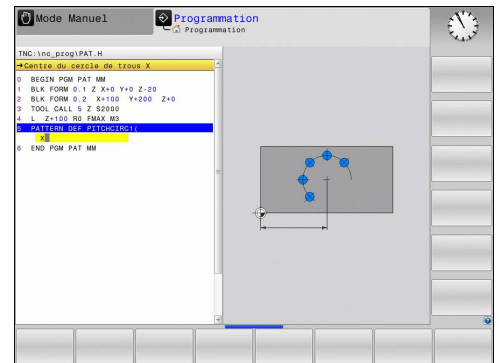 Mode Manuel
Programmation
Programmation
TNC:\nc_prog\PAT.H
→Centre du cercle de trous X
0 BEGIN PGM PAT MM
1 BLK FORM 0.1 Z X+0 Y+0 Z-20
2 BLK FORM 0.2 X+100 Y+200 Z+0
3 TOOL CALL 5 Z S2000
4 L Z+100 R0 FMAX M3
5 PATTERN DEF PITCHCIRC1(
X
6 END PGM PAT MM